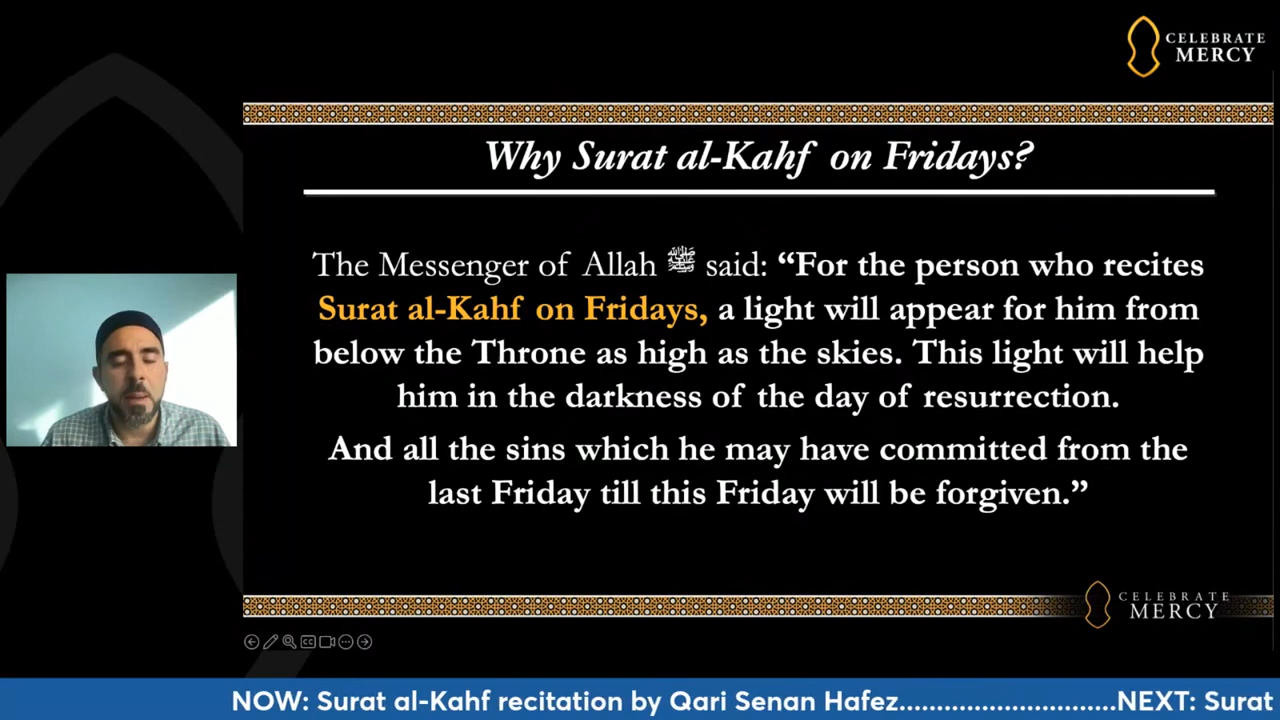 CELEBRATE
MERCY
Why Surat al-Kahf on Fridays?
The Messenger of Allah ﷺ said: “For the person who recites
Surat al-Kahf on Fridays, a light will appear for him from
below the Throne as high as the skies. This light will help
him in the darkness of the day of resurrection.
And all the sins which he may have committed from the
last Friday till this Friday will be forgiven.”
CELEBRATE
MERCY
CC
NOW: Surat al-Kahf recitation by Qari Senan Hafez.................................NEXT: Surat